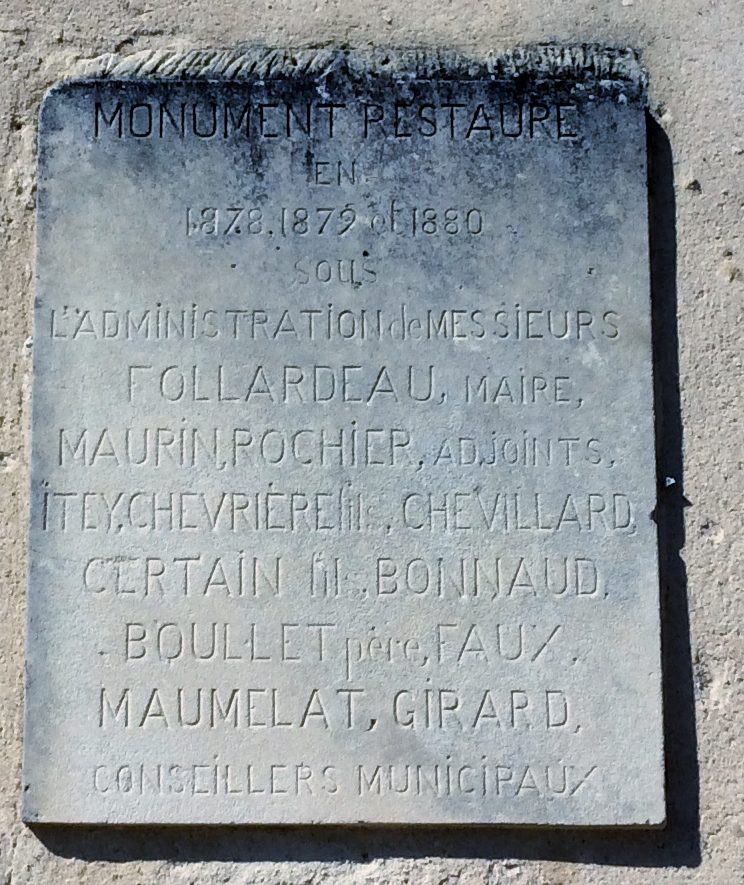 MONUMENT RESTAURE
EN
1878, 1879 et 1880
SOUS
L'ADMINISTRATION de MESSIEURS
FOLLARDEAU, MAIRE,
MAURIN, ROCHIER, ADJOINTS,
ITEY, CHEVRIÈRE fils, CHEVILLARD,
CERTAIN fils, BONNAUD,
BOULLET père, FAUX,
MAUMELAT, GIRARD,
CONSEILLERS MUNICIPAUX